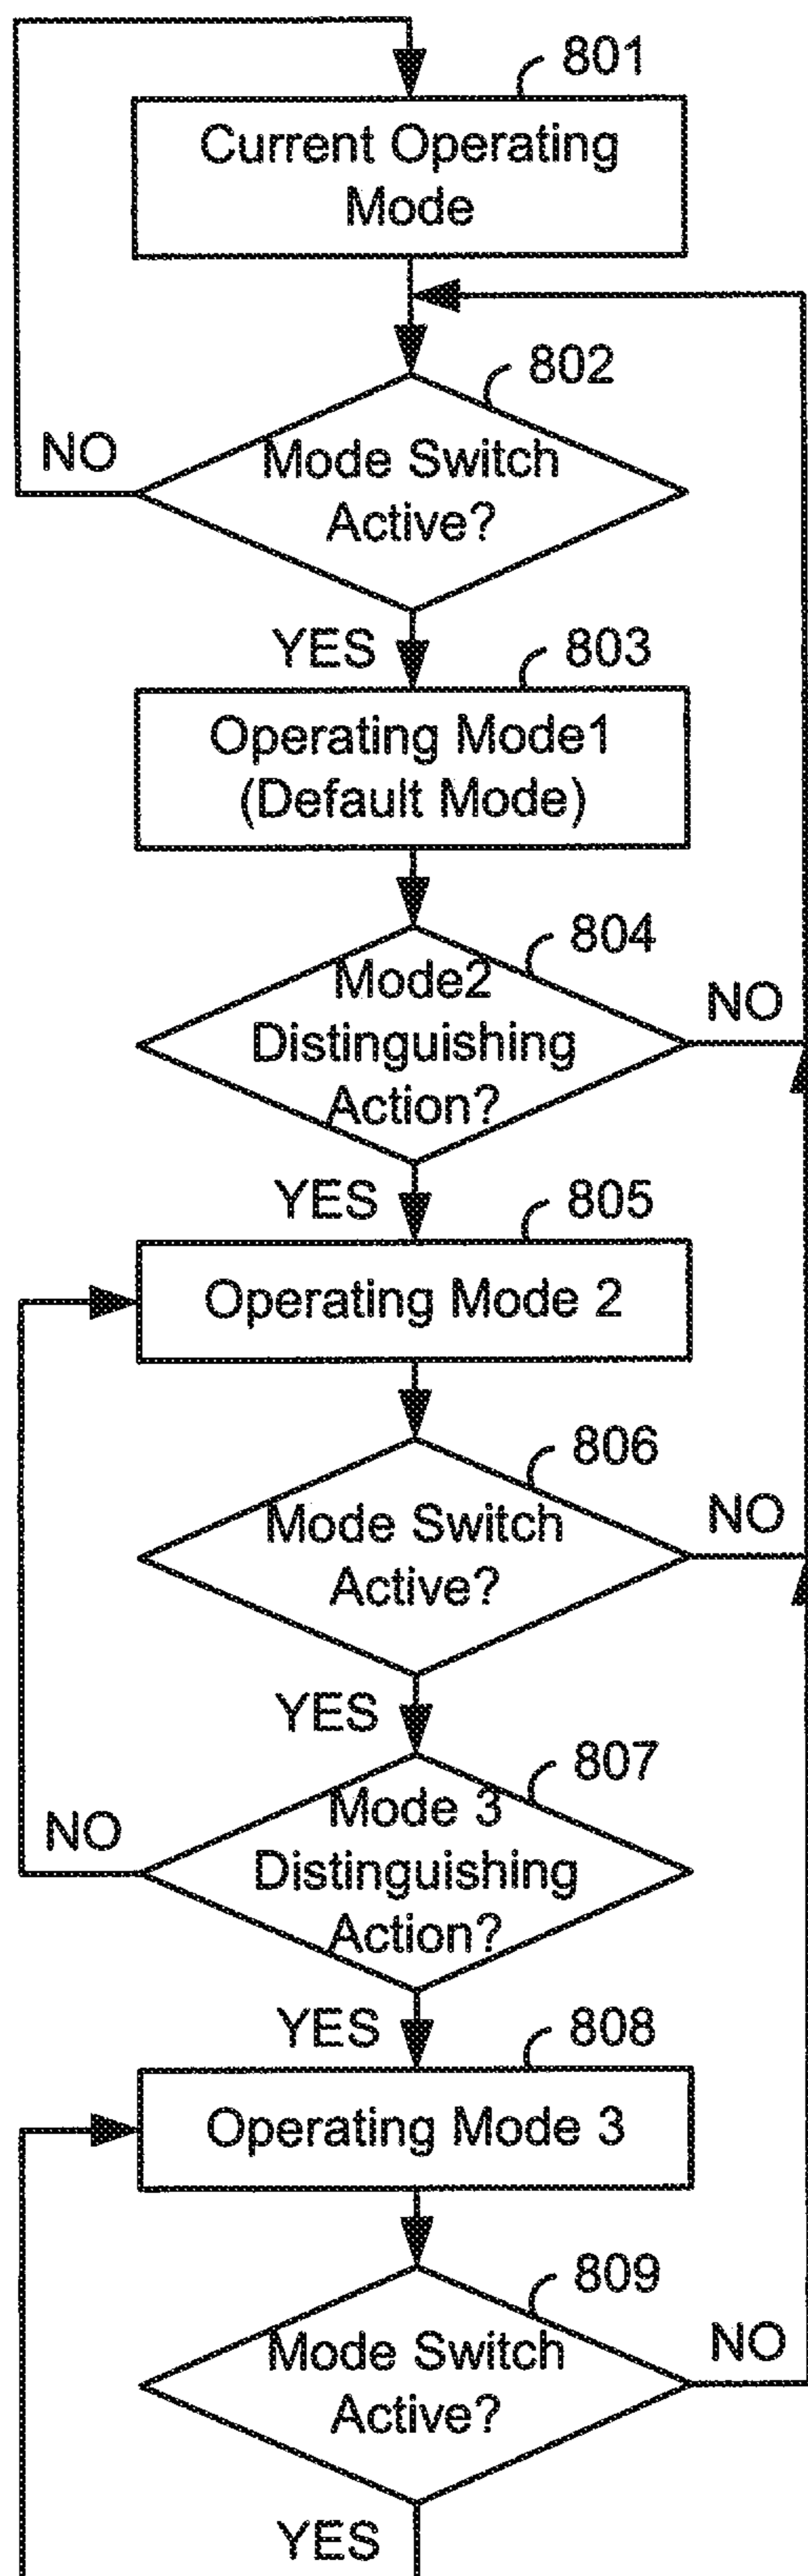 801
Current Operating
Mode
802
NO
Mode Switch
Active?
YES
803
Operating Mode1
(Default Mode)
804
Mode2
NO
Distinguishing
Action?
YES
805
Operating Mode 2
806
Mode Switch
NO
Active?
YES
807
Mode 3
NO
Distinguishing
Action?
YES
808
Operating Mode 3
809
Mode Switch
NO
Active?
YES